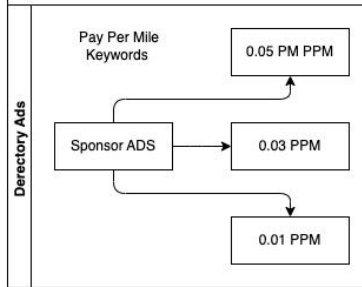 Derectory Ads
Pay Per Mile
Keywords
0.05 PM PPM
Sponsor ADS
0.03 PPM
0.01 PPM